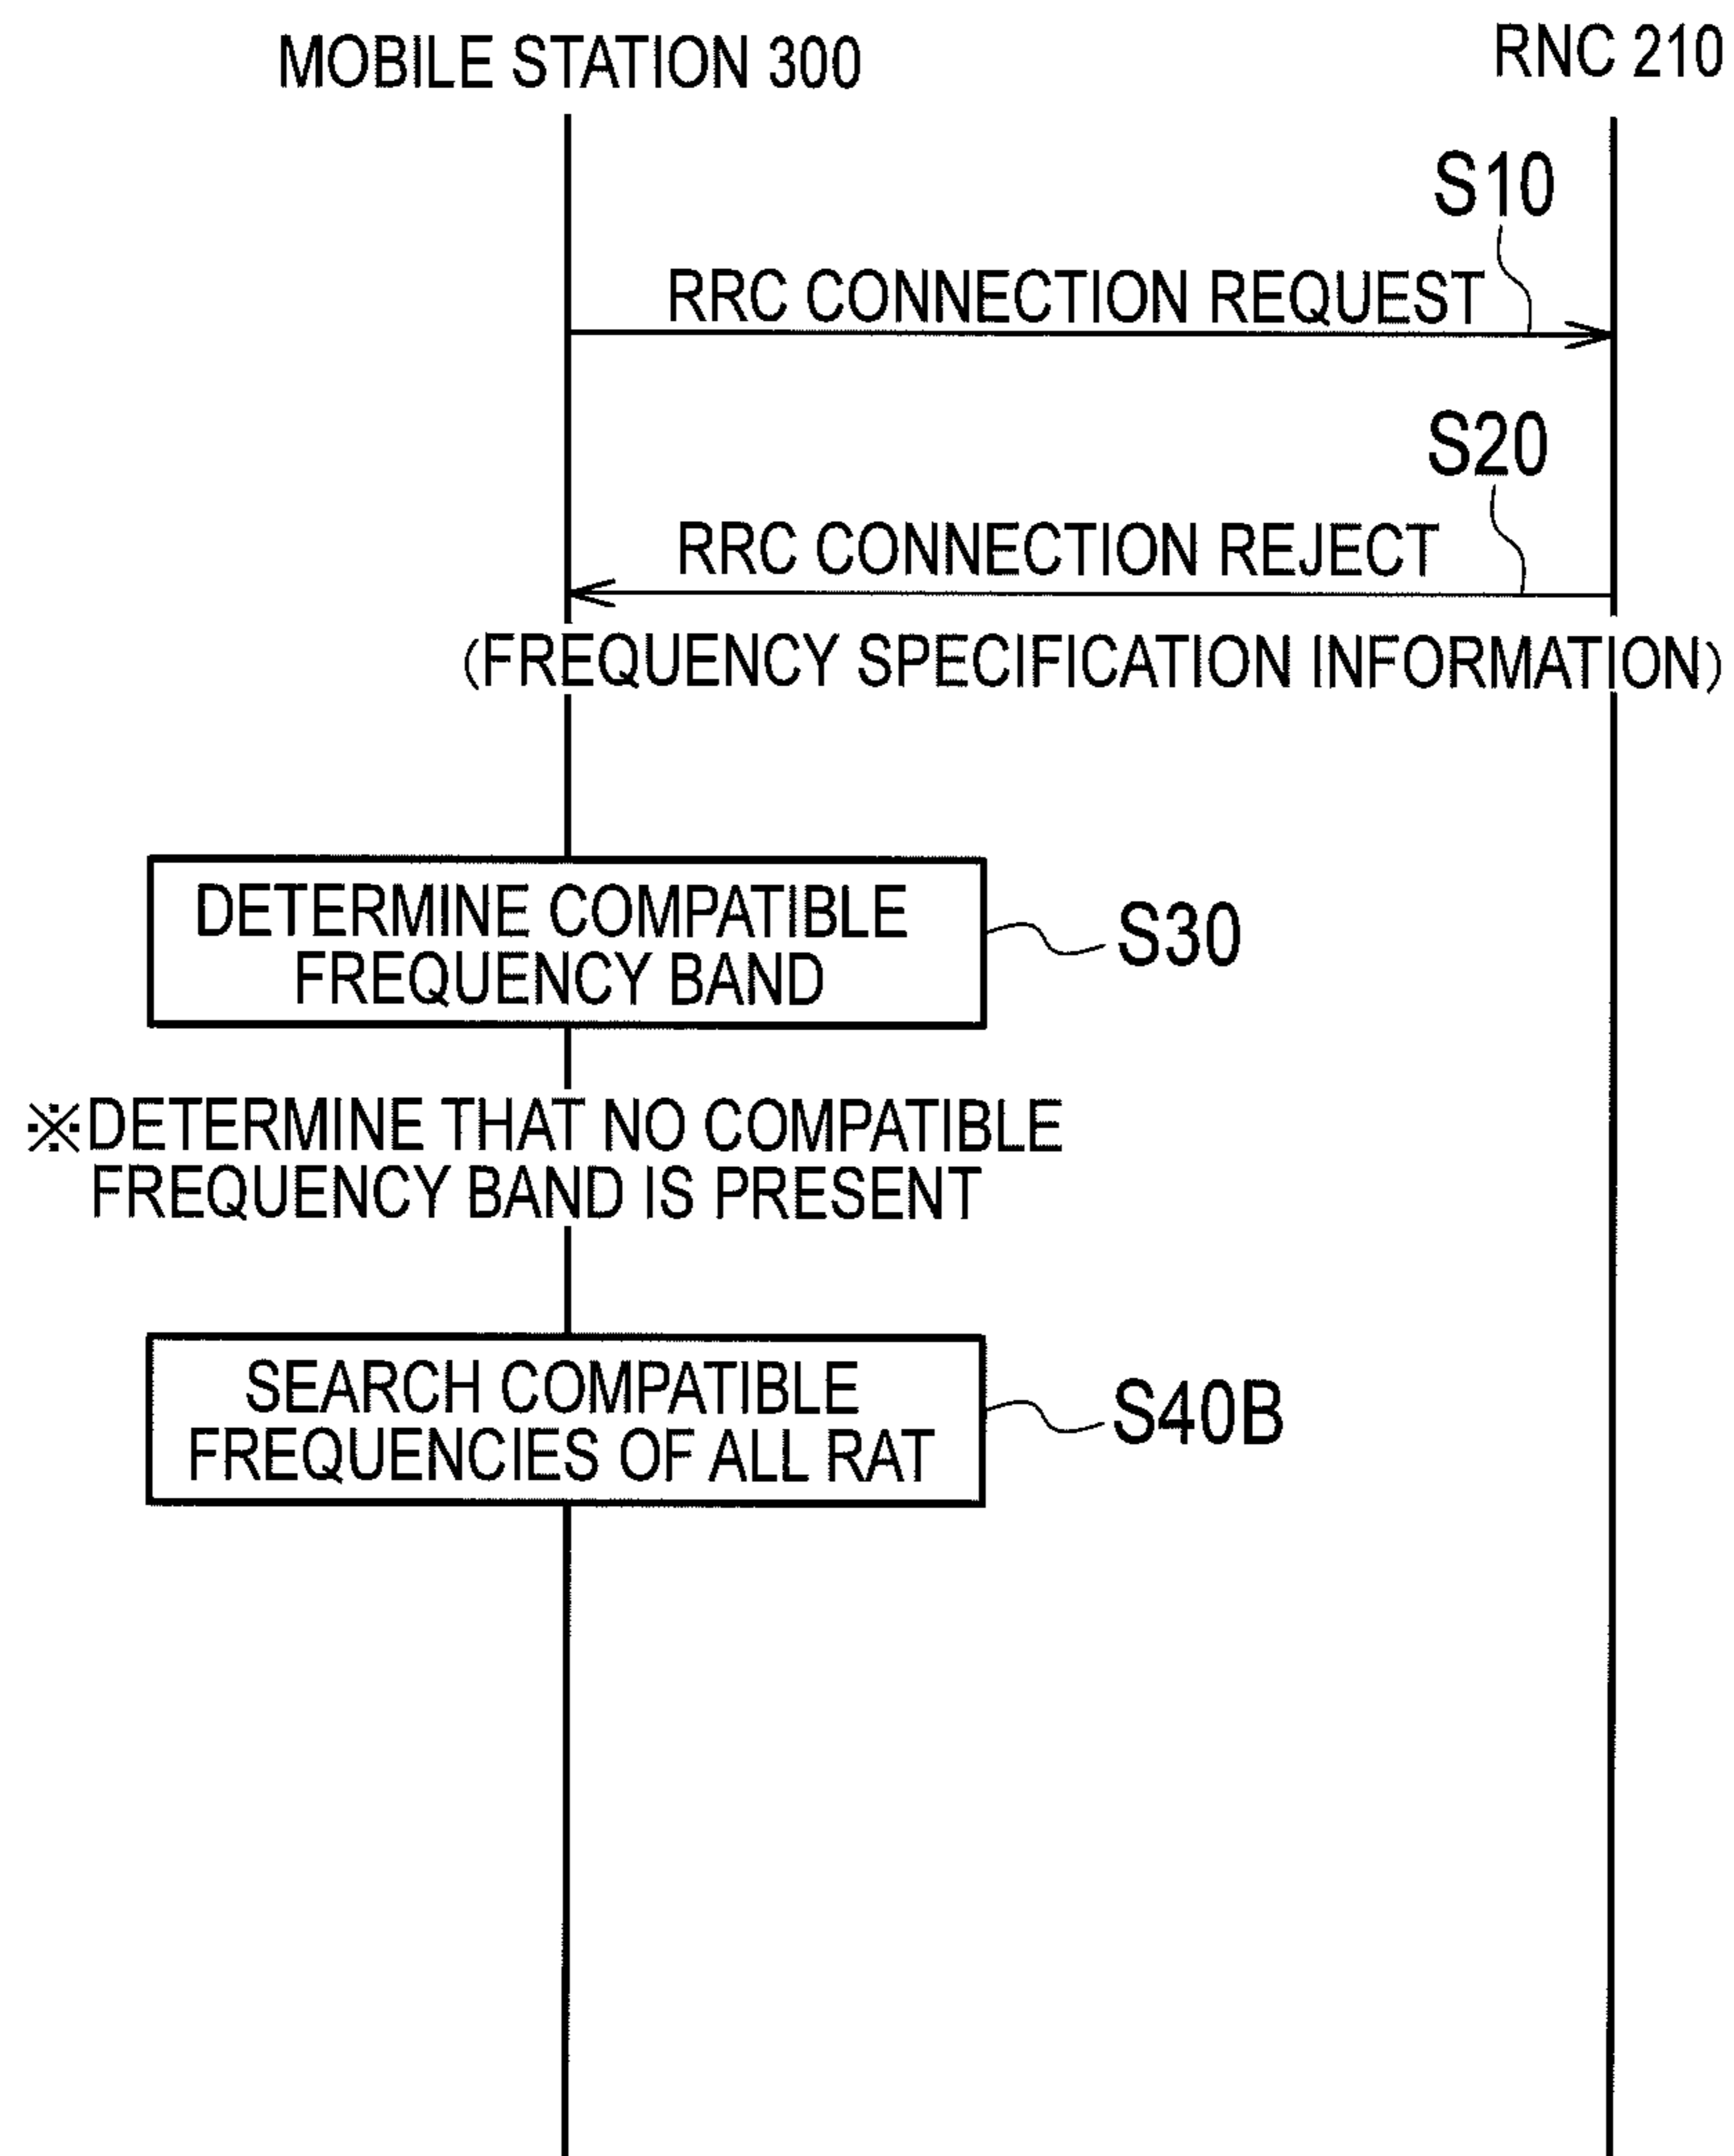 MOBILE STATION 300
RNC 210
S10
RRC CONNECTION REQUEST
S20
RRC CONNECTION REJECT
(FREQUENCY SPECIFICATION INFORMATION)
DETERMINE COMPATIBLE
FREQUENCY BAND
S30
※DETERMINE THAT NO COMPATIBLE
FREQUENCY BAND IS PRESENT
SEARCH COMPATIBLE
FREQUENCIES OF ALL RAT
S40B